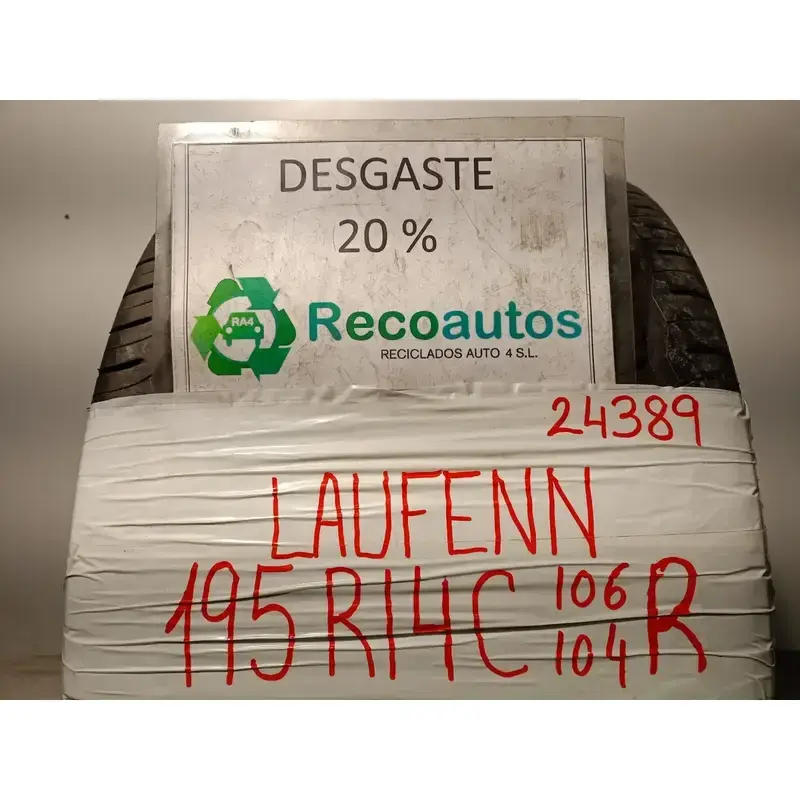 DESGASTE
20 %
RA4
Recoautos
RECICLADOS AUTO 4 S.L.
24389
LAUFENN
195 R14C 106 R
104